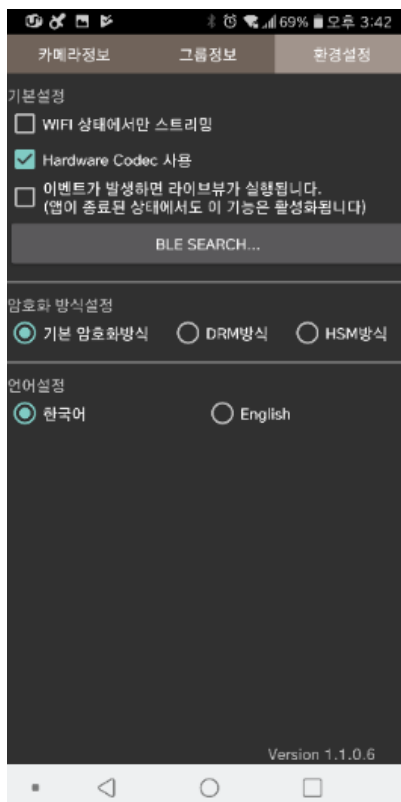 69% 오후 3:42
카메라정보 그룹정보 환경설정
기본설정
WIFI 상태에서만 스트리밍
Hardware Codec 사용
이벤트가 발생하면 라이브뷰가 실행됩니다.
(앱이 종료된 상태에서도 이 기능은 활성화됩니다)
BLE SEARCH...
암호화 방식설정
기본 암호화방식 DRM방식 HSM방식
언어설정
한국어 English
Version 1.1.0.6